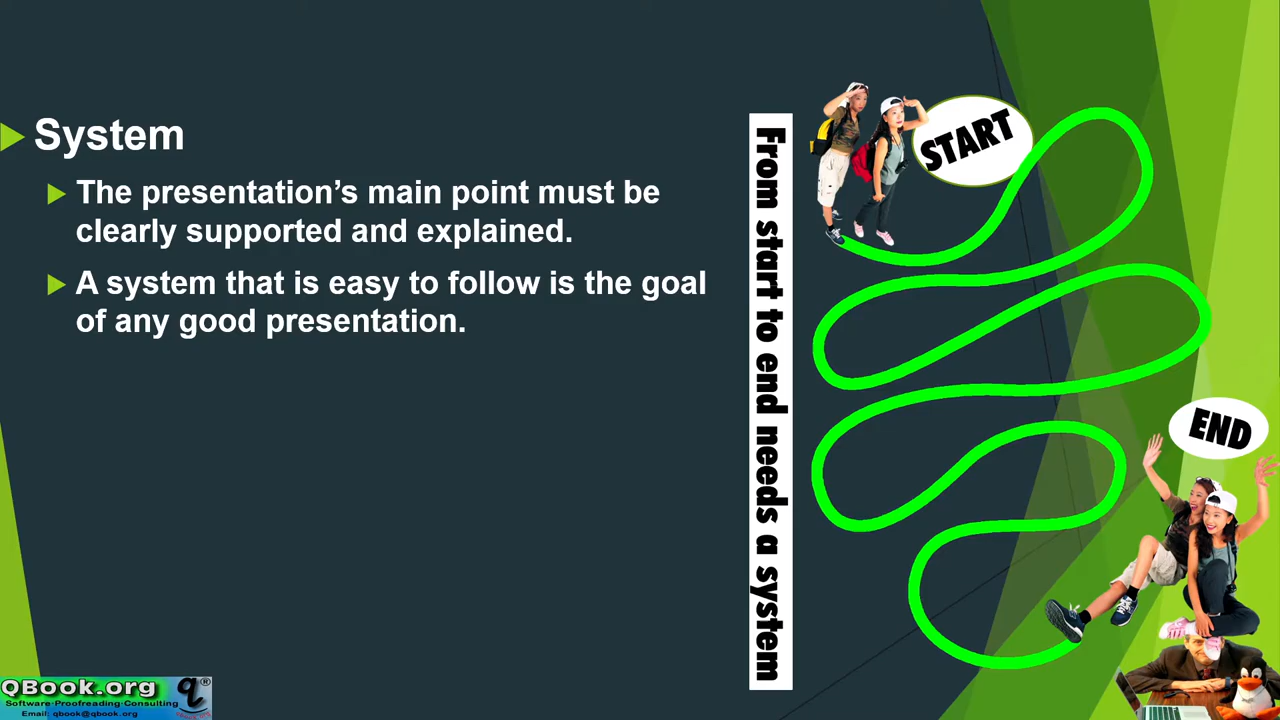 System
The presentation’s main point must be
clearly supported and explained.
A system that is easy to follow is the goal
of any good presentation.
From start to end needs a system
START
END
QBook.org
q®
Software·Proofreading·Consulting
Email: qbook@qbook.org